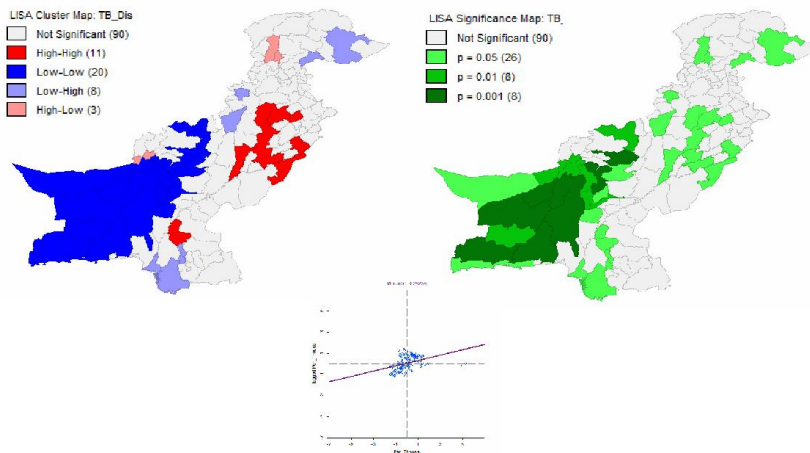 LISA Cluster Map: TB_Dis
Not Significant (90)
High-High (11)
Low-Low (20)
Low-High (8)
High-Low (3)
LISA Significance Map: TB_
Not Significant (90)
p = 0.05 (26)
p = 0.01 (8)
p = 0.001 (8)